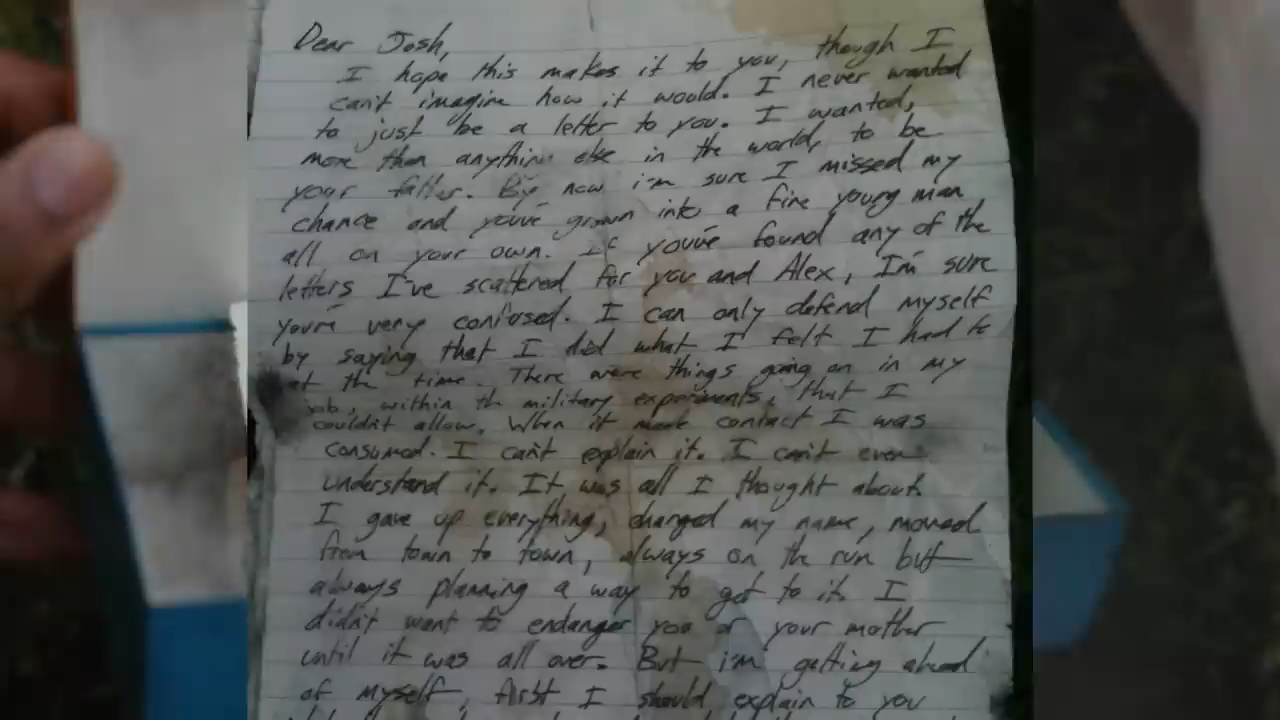 Dear Josh,
I hope this makes it to you, though I
can't imagine how it would. I never wanted
to just be a letter to you. I wanted,
more than anything else in the world, to be
your father. By now i'm sure I missed my
chance and you've grown into a fine young man
all on your own. If you've found any of the
letters I've scattered for you and Alex, I'm sure
you're very confused. I can only defend myself
by saying that I did what I felt I had to
at the time. There were things going on in my
job, within the military experiments, that I
couldn't allow. When it made contact I was
consumed. I can't explain it. I can't even
understand it. It was all I thought about.
I gave up everything, changed my name, moved
from town to town, always on the run but
always planning a way to get to it. I
didn't want to endanger you or your mother
until it was all over. But i'm getting ahead
of myself, first I should explain to you